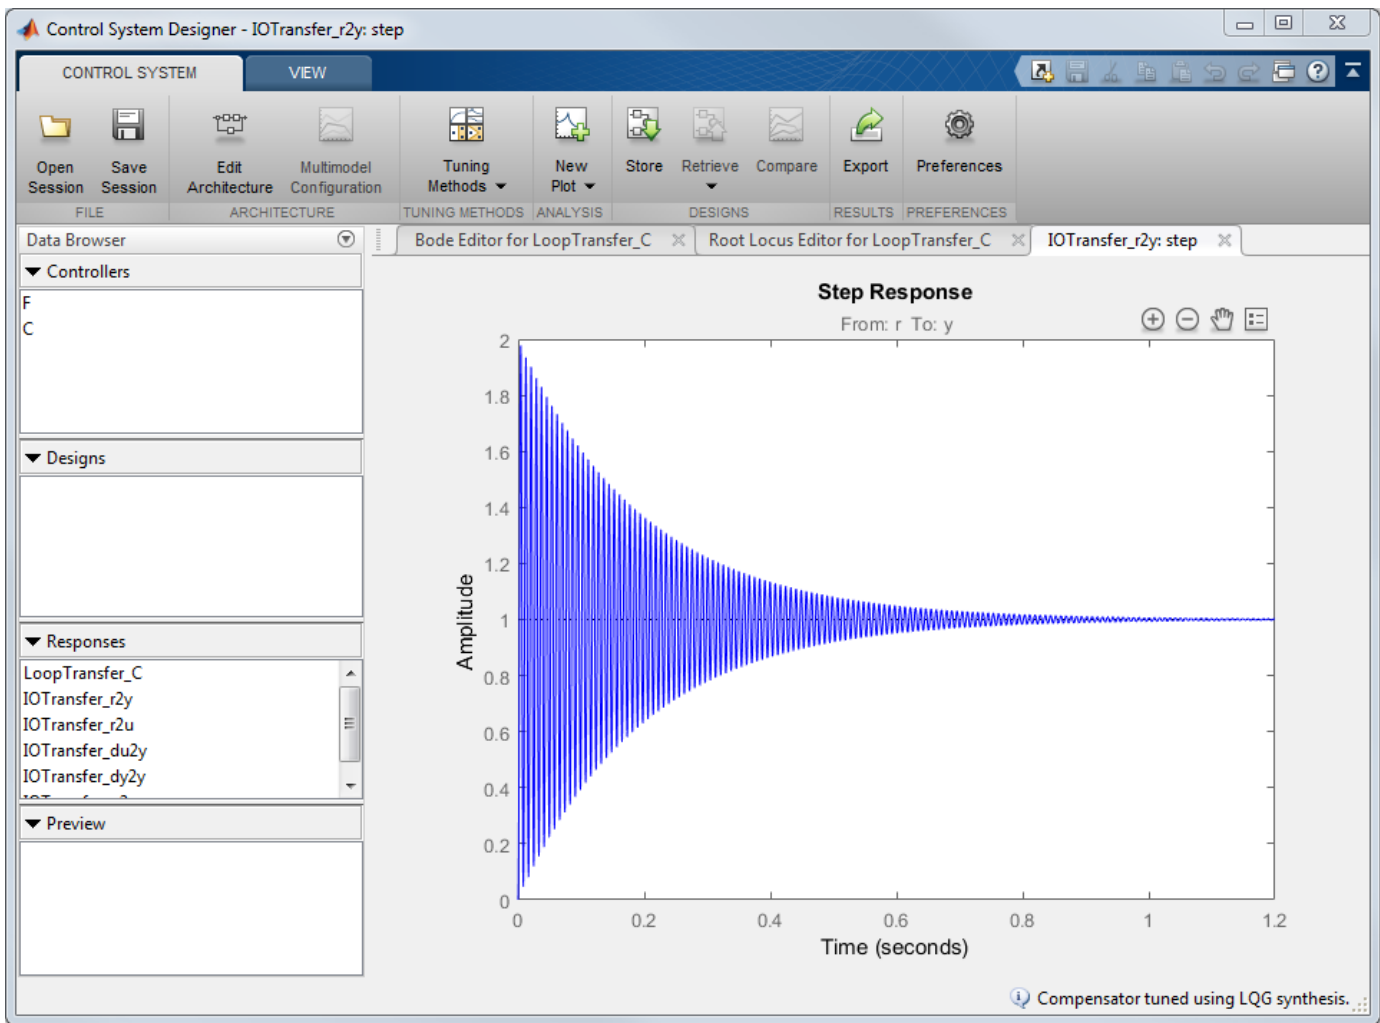 Control System Designer - IOTransfer_r2y: step
CONTROL SYSTEM
VIEW
Open Session
Save Session
Edit Architecture
Multimodel Configuration
Tuning Methods
New Plot
Store
Retrieve
Compare
Export
Preferences
FILE
ARCHITECTURE
TUNING METHODS
ANALYSIS
DESIGNS
RESULTS
PREFERENCES
Data Browser
Bode Editor for LoopTransfer_C
Root Locus Editor for LoopTransfer_C
IOTransfer_r2y: step
Controllers
F
C
Designs
Responses
LoopTransfer_C
IOTransfer_r2y
IOTransfer_r2u
IOTransfer_du2y
IOTransfer_dy2y
Preview
Step Response
From: r To: y
Amplitude
2
1.8
1.6
1.4
1.2
1
0.8
0.6
0.4
0.2
0
0
0.2
0.4
0.6
0.8
1
1.2
Time (seconds)
Compensator tuned using LQG synthesis.